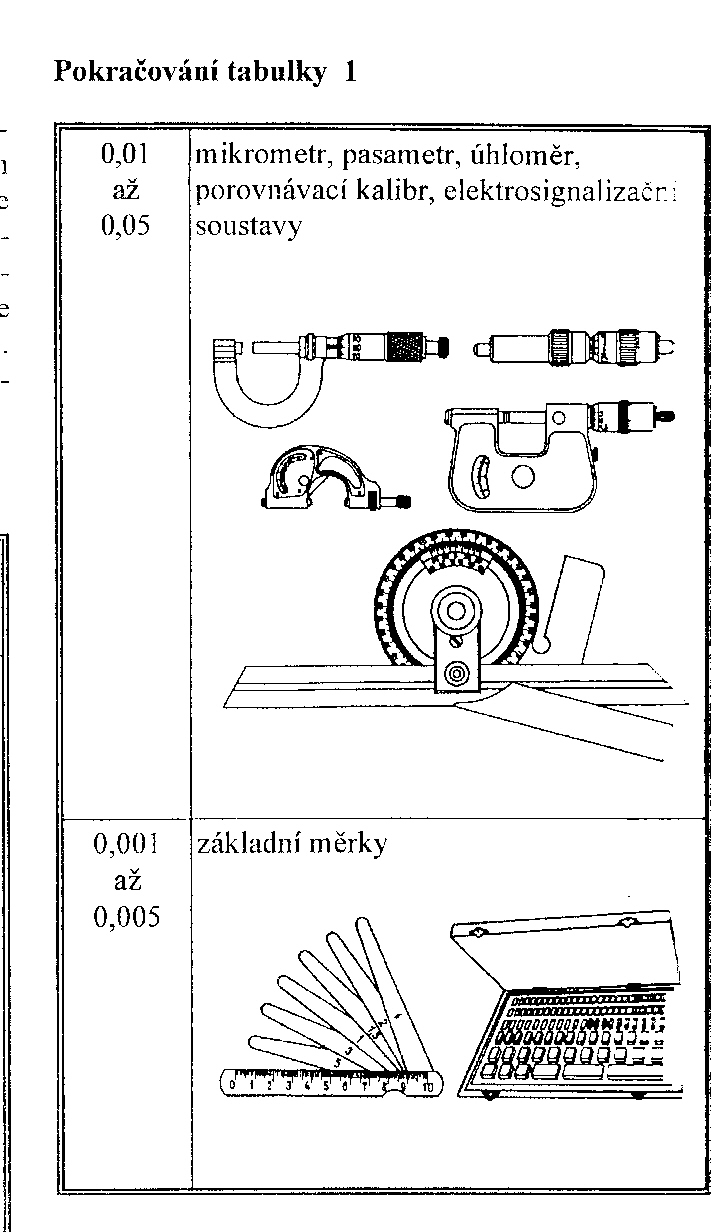 Pokračování tabulky 1
0,01 mikrometr, pasametr, úhloměr,
až porovnávací kalibr, elektrosignalizační
0,05 soustavy
0,001 základní měrky
až
0,005
0 1 2 3 4 5 6 7 8 9 10